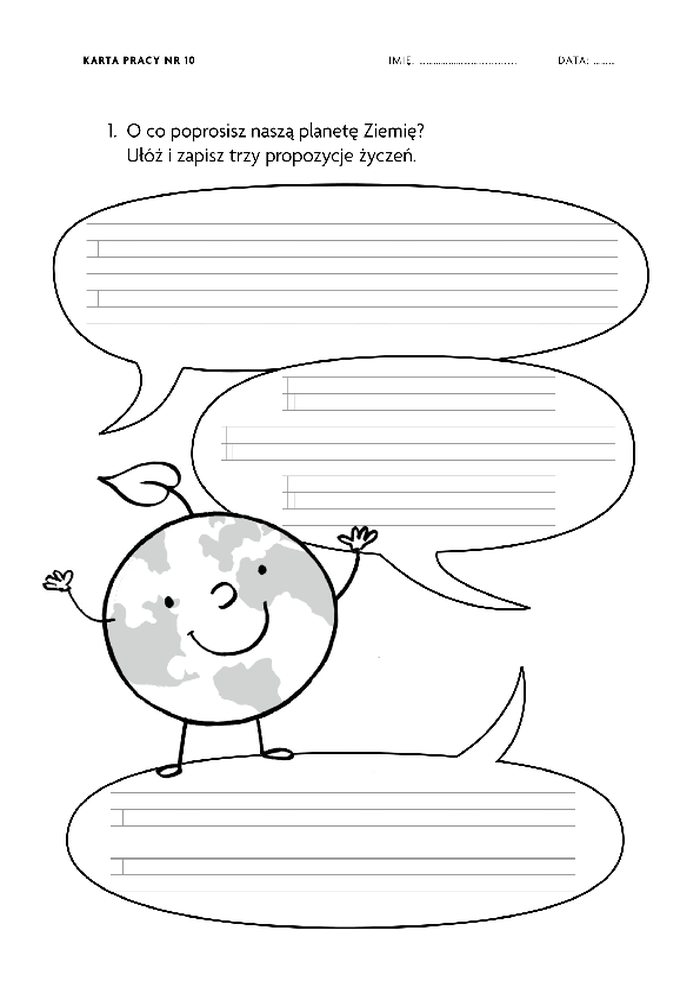 KARTA PRACY NR 10
IMIĘ: ...................................
DATA: .......
1. O co poprosisz naszą planetę Ziemię?
Ułóż i zapisz trzy propozycje życzeń.